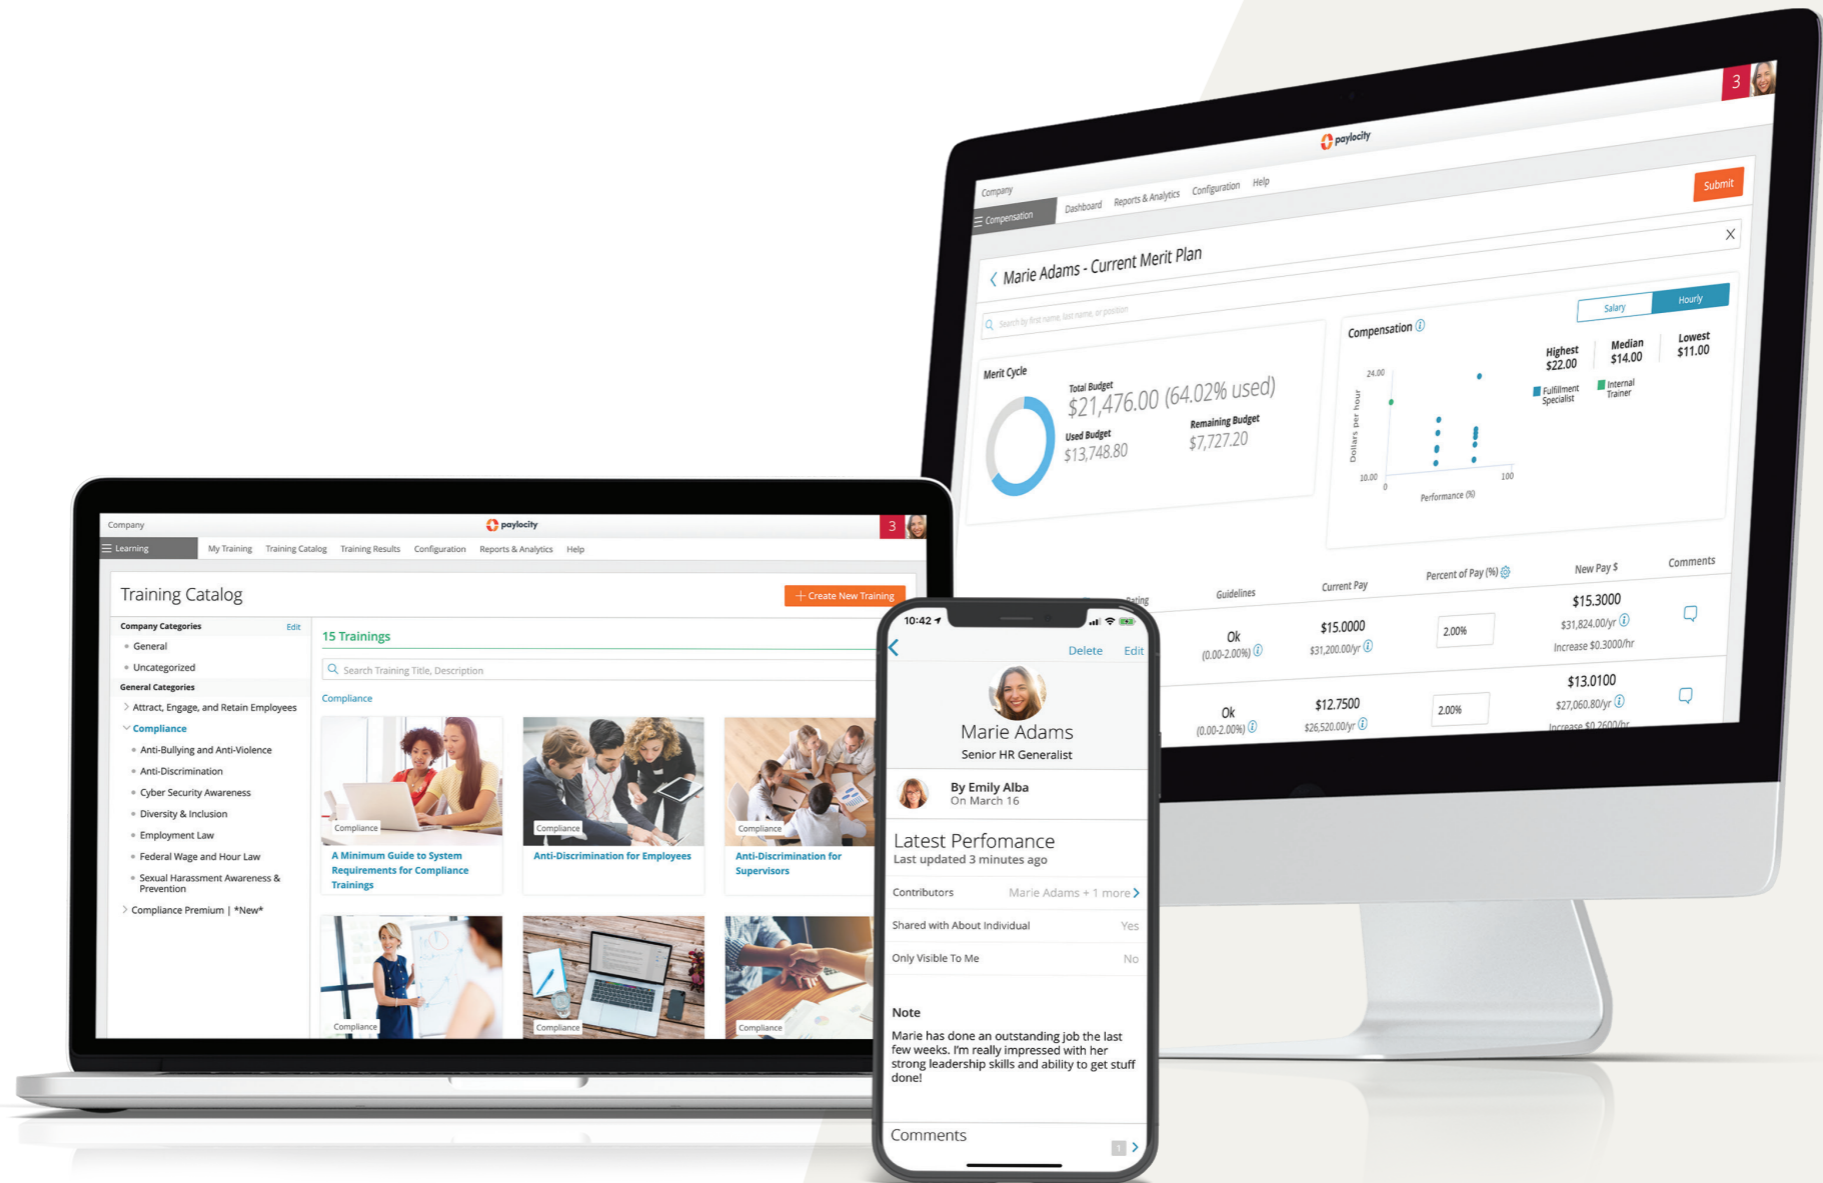 Company
paylocity
3
Learning
My Training
Training Catalog
Training Results
Configuration
Reports & Analytics
Help
Training Catalog
+ Create New Training
Company Categories
Edit
General
Uncategorized
General Categories
Attract, Engage, and Retain Employees
Compliance
Anti-Bullying and Anti-Violence
Anti-Discrimination
Cyber Security Awareness
Diversity & Inclusion
Employment Law
Federal Wage and Hour Law
Sexual Harassment Awareness &
Prevention
Compliance Premium | *New*
15 Trainings
Search Training Title, Description
Compliance
Compliance
A Minimum Guide to System
Requirements for Compliance
Trainings
Compliance
Anti-Discrimination for Employees
Compliance
Anti-Discrimination for
Supervisors
Compliance
Compliance
Compliance
10:42
Delete
Edit
Marie Adams
Senior HR Generalist
By Emily Alba
On March 16
Latest Perfomance
Last updated 3 minutes ago
Contributors
Marie Adams + 1 more
Shared with About Individual
Yes
Only Visible To Me
No
Note
Marie has done an outstanding job the last
few weeks. I'm really impressed with her
strong leadership skills and ability to get stuff
done!
Comments
1
Company
paylocity
3
Compensation
Dashboard
Reports & Analytics
Configuration
Help
Submit
Marie Adams - Current Merit Plan
X
Search by first name, last name, or position
Merit Cycle
Total Budget
$21,476.00 (64.02% used)
Used Budget
$13,748.80
Remaining Budget
$7,727.20
Compensation
Salary
Hourly
Highest
$22.00
Median
$14.00
Lowest
$11.00
Fulfillment
Specialist
Internal
Trainer
24.00
Dollars per hour
10.00
0
100
Performance (%)
Guidelines
Current Pay
Percent of Pay (%)
New Pay $
Comments
Ok
(0.00-2.00%)
$15.0000
$31,200.00/yr
2.00%
$15.3000
$31,824.00/yr
Increase $0.3000/hr
Ok
(0.00-2.00%)
$12.7500
$26,520.00/yr
2.00%
$13.0100
$27,060.80/yr
Increase $0.2600/hr